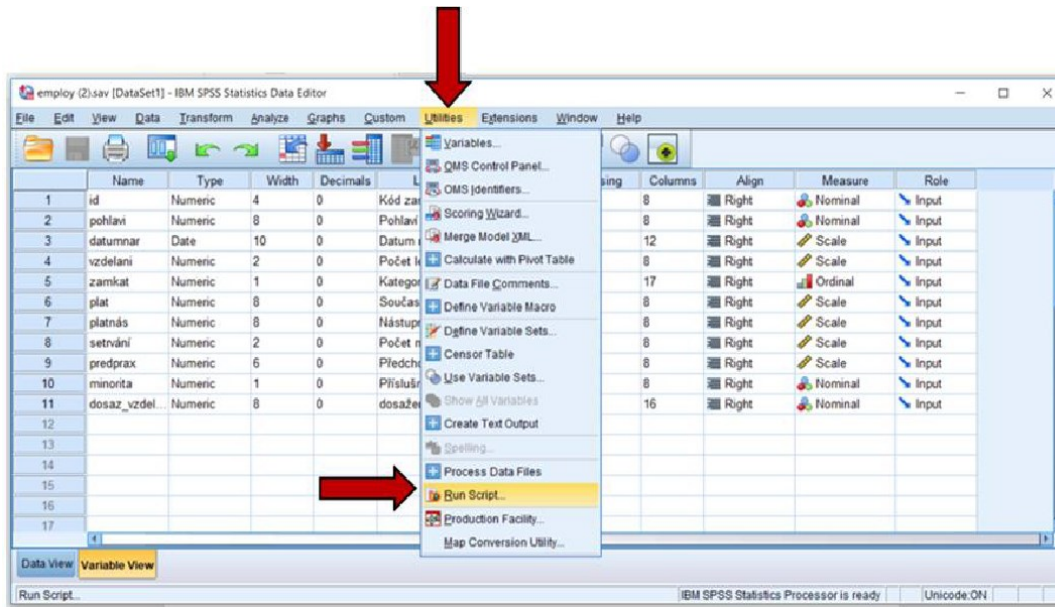 employ (2).sav [DataSet1] - IBM SPSS Statistics Data Editor
File Edit View Data Transform Analyze Graphs Custom Utilities Extensions Window Help
Name Type Width Decimals L sing Columns Align Measure Role
1 id Numeric 4 0 Kód zar 8 Right Nominal Input
2 pohlavi Numeric 8 0 Pohlaví 8 Right Nominal Input
3 datumnar Date 10 0 Datum 12 Right Scale Input
4 vzdelani Numeric 2 0 Počet 8 Right Scale Input
5 zamkat Numeric 1 0 Kategor 17 Right Ordinal Input
6 plat Numeric 8 0 Součas 8 Right Scale Input
7 platnás Numeric 8 0 Nástup 8 Right Scale Input
8 setrvání Numeric 2 0 Počet 8 Right Scale Input
9 predprax Numeric 6 0 Předch 8 Right Scale Input
10 minorita Numeric 1 0 Příslušn 8 Right Nominal Input
11 dosaz_vzdel... Numeric 8 0 dosaže 16 Right Nominal Input
12
13
14
15
16
17
Variables...
OMS Control Panel...
OMS Identifiers...
Scoring Wizard...
Merge Model XML...
Calculate with Pivot Table
Data File Comments...
Define Variable Macro
Define Variable Sets...
Censor Table
Use Variable Sets...
Show All Variables
Create Text Output
Spelling...
Process Data Files
Run Script...
Production Facility...
Map Conversion Utility...
Data View Variable View
Run Script... IBM SPSS Statistics Processor is ready Unicode:ON